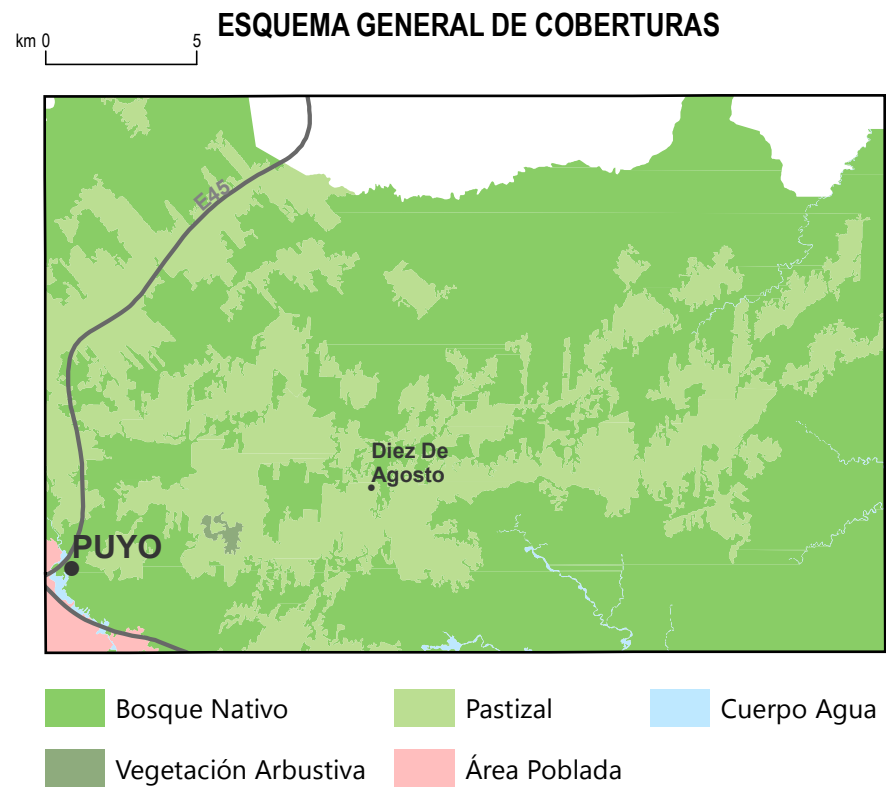 ESQUEMA GENERAL DE COBERTURAS
km 0 5
E45
Diez De
Agosto
PUYO
Bosque Nativo
Pastizal
Cuerpo Agua
Vegetación Arbustiva
Área Poblada